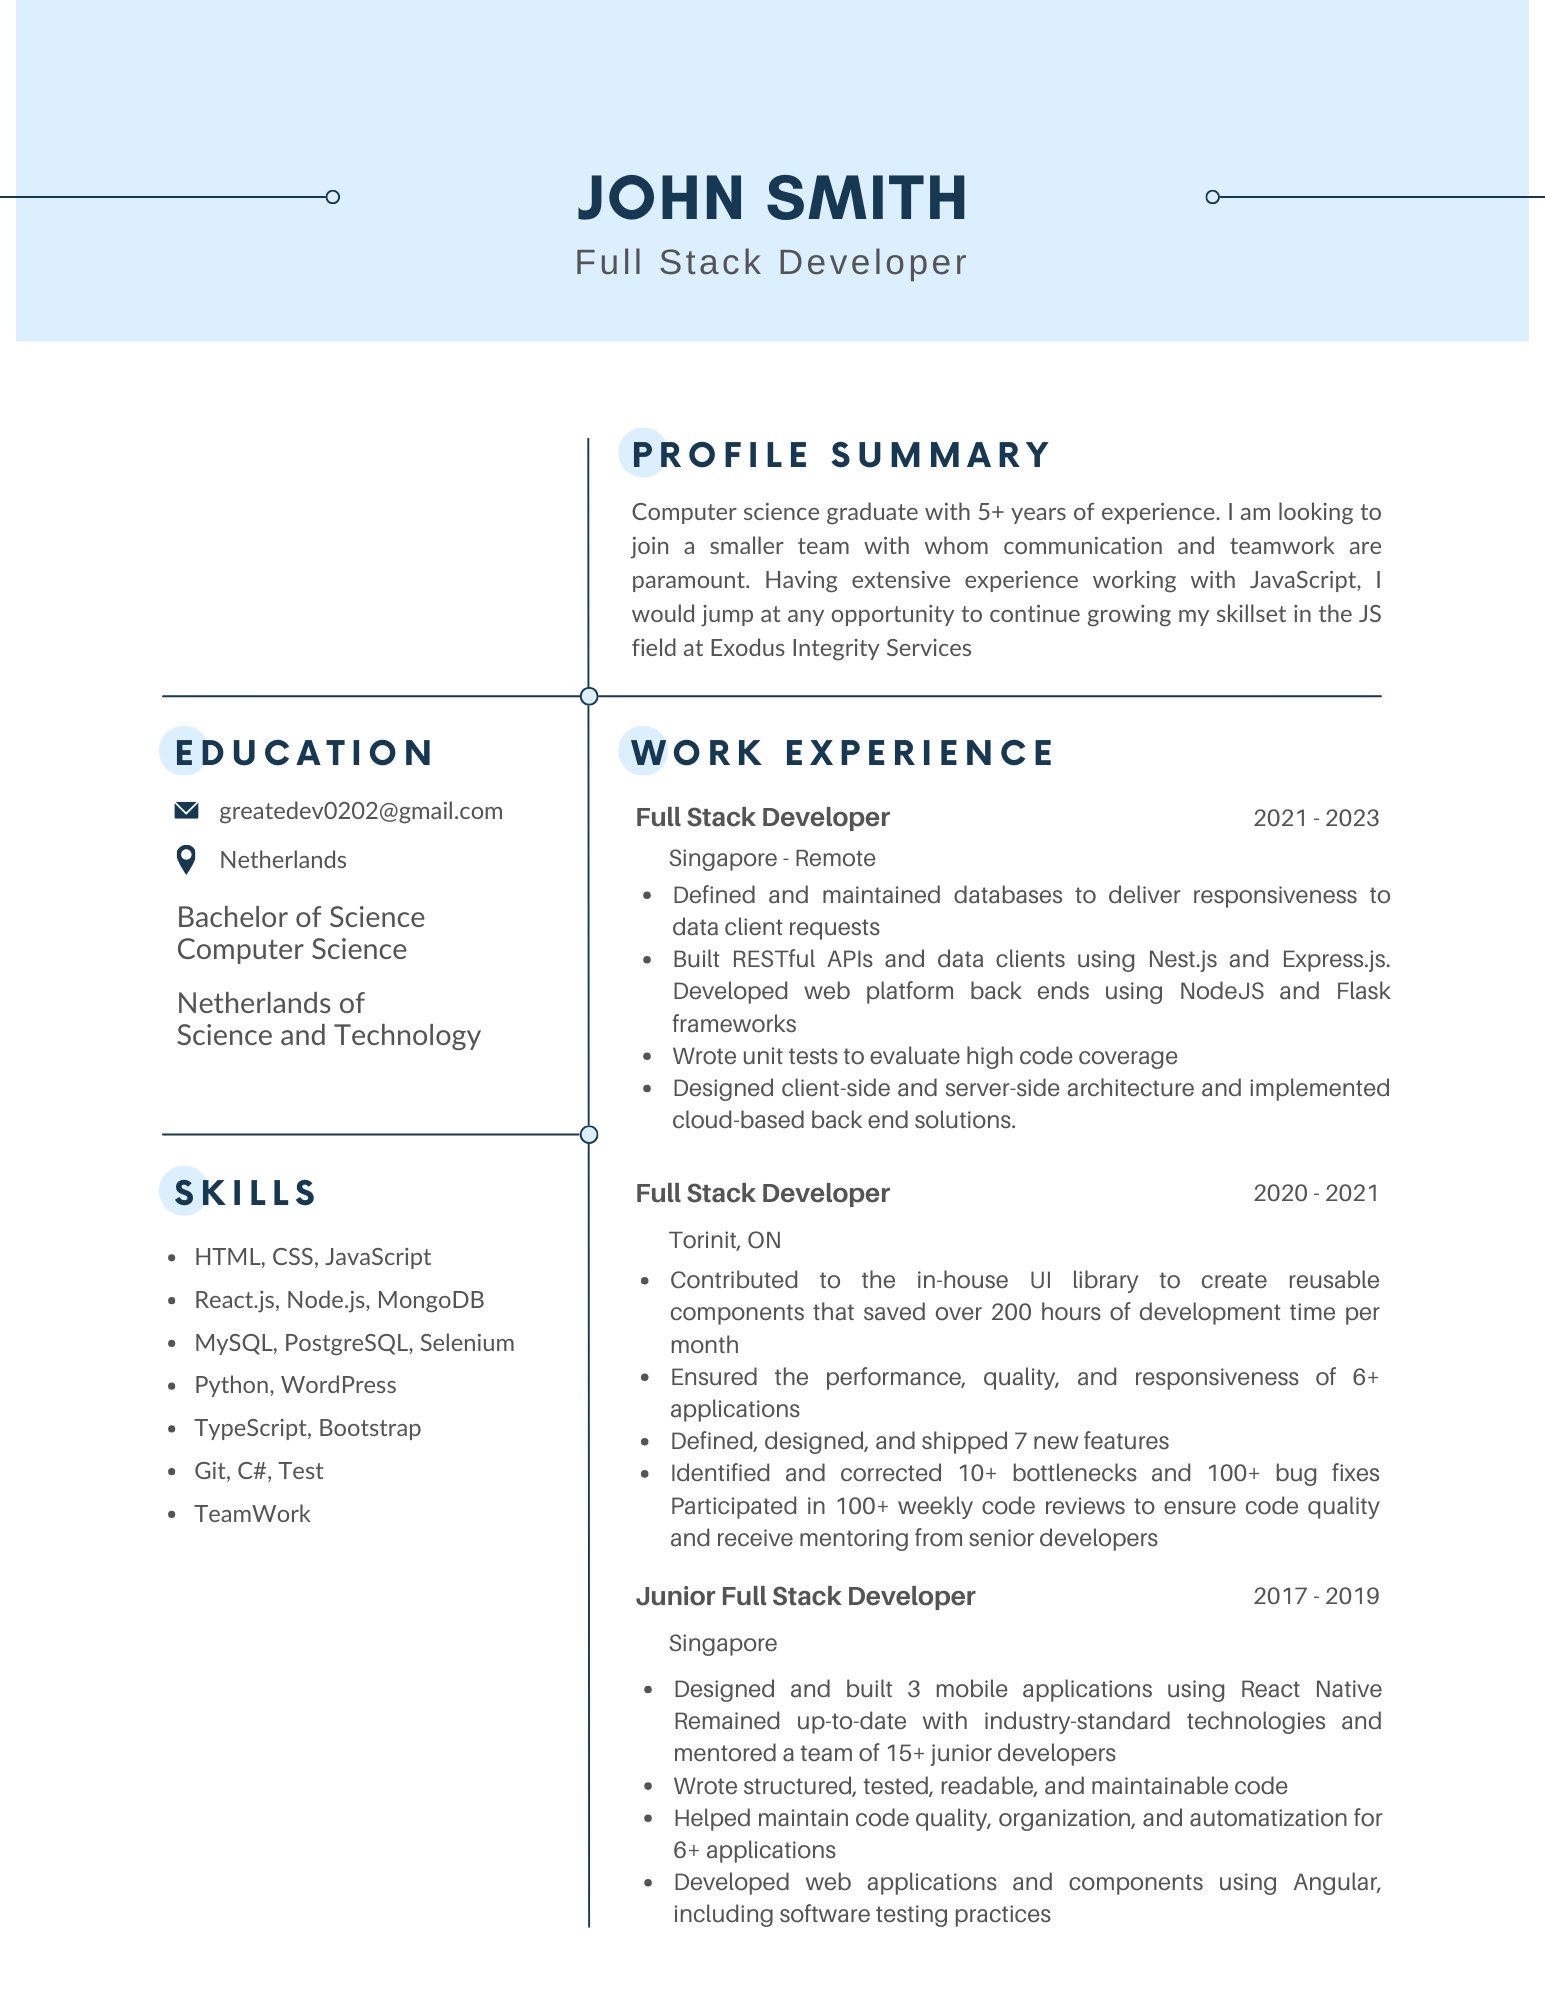 JOHN SMITH
Full Stack Developer
PROFILE SUMMARY
Computer science graduate with 5+ years of experience. I am looking to
join a smaller team with whom communication and teamwork are
paramount. Having extensive experience working with JavaScript, I
would jump at any opportunity to continue growing my skillset in the JS
field at Exodus Integrity Services
EDUCATION
greatedev0202@gmail.com
Netherlands
Bachelor of Science
Computer Science
Netherlands of
Science and Technology
SKILLS
• HTML, CSS, JavaScript
• React.js, Node.js, MongoDB
• MySQL, PostgreSQL, Selenium
• Python, WordPress
• TypeScript, Bootstrap
• Git, C#, Test
• TeamWork
WORK EXPERIENCE
Full Stack Developer 2021 - 2023
Singapore - Remote
• Defined and maintained databases to deliver responsiveness to
data client requests
• Built RESTful APIs and data clients using Nest.js and Express.js.
Developed web platform back ends using NodeJS and Flask
frameworks
• Wrote unit tests to evaluate high code coverage
• Designed client-side and server-side architecture and implemented
cloud-based back end solutions.
Full Stack Developer 2020 - 2021
Torinit, ON
• Contributed to the in-house UI library to create reusable
components that saved over 200 hours of development time per
month
• Ensured the performance, quality, and responsiveness of 6+
applications
• Defined, designed, and shipped 7 new features
• Identified and corrected 10+ bottlenecks and 100+ bug fixes
Participated in 100+ weekly code reviews to ensure code quality
and receive mentoring from senior developers
Junior Full Stack Developer 2017 - 2019
Singapore
• Designed and built 3 mobile applications using React Native
Remained up-to-date with industry-standard technologies and
mentored a team of 15+ junior developers
• Wrote structured, tested, readable, and maintainable code
• Helped maintain code quality, organization, and automatization for
6+ applications
• Developed web applications and components using Angular,
including software testing practices